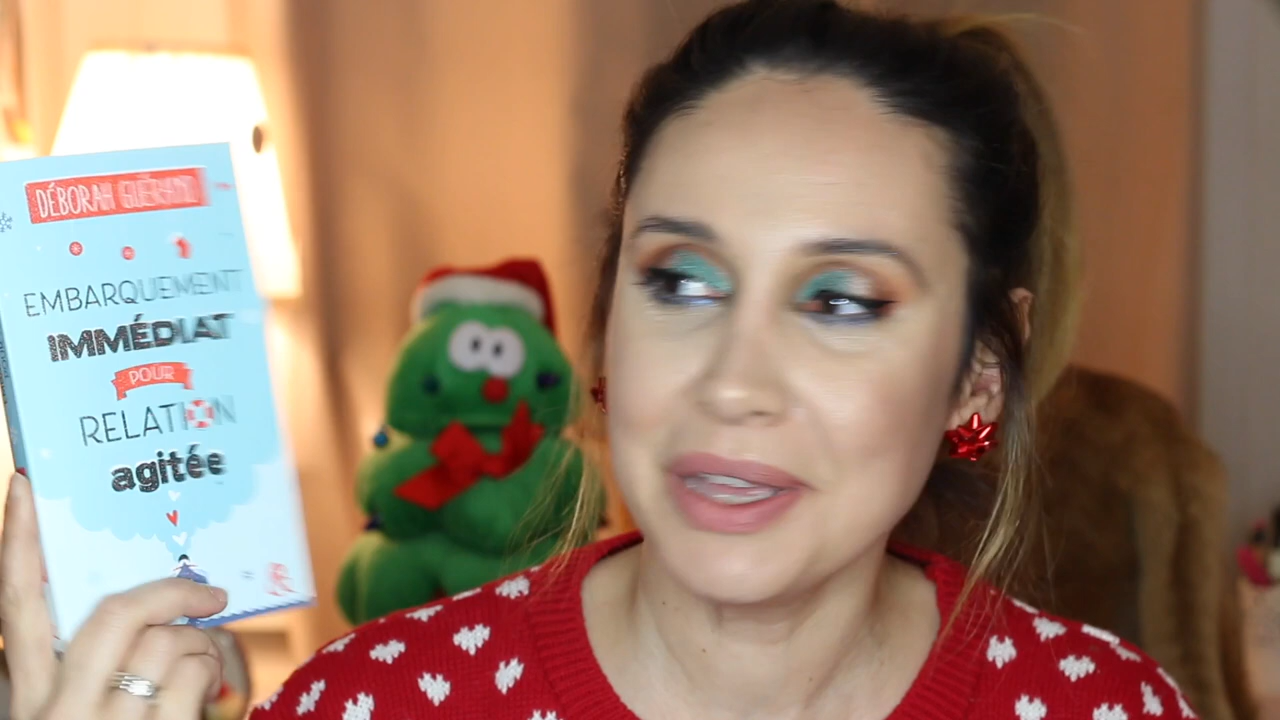 DÉBORAH GUÉRAND
EMBARQUEMENT
IMMÉDIAT
POUR
RELATION
agitée